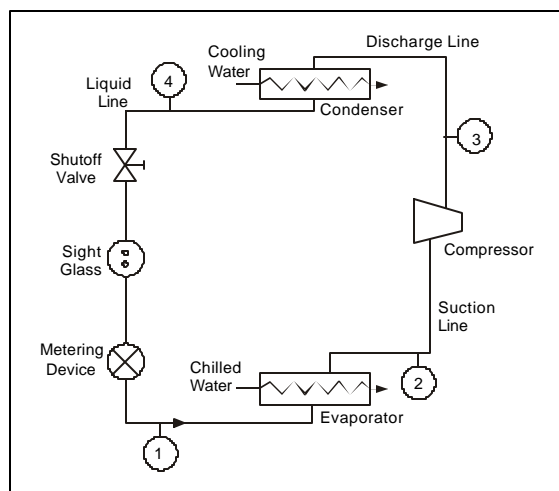 Cooling
Water
Discharge Line
Liquid
Line
4
Condenser
3
Shutoff
Valve
Compressor
Sight
Glass
Suction
Line
Metering
Device
Chilled
Water
2
Evaporator
1